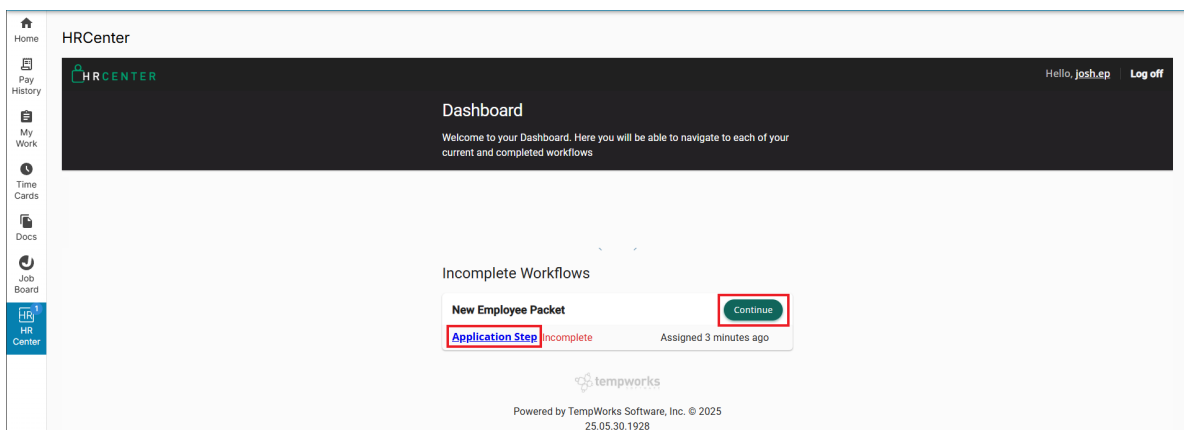 Home
Pay
History
My
Work
Time
Cards
Docs
Job
Board
HR 1
HR
Center
HRCenter
HRCENTER
Hello, josh.ep
Log off
Dashboard
Welcome to your Dashboard. Here you will be able to navigate to each of your
current and completed workflows
Incomplete Workflows
New Employee Packet
Continue
Application Step Incomplete
Assigned 3 minutes ago
tempworks
Powered by TempWorks Software, Inc. © 2025
25.05.30.1928